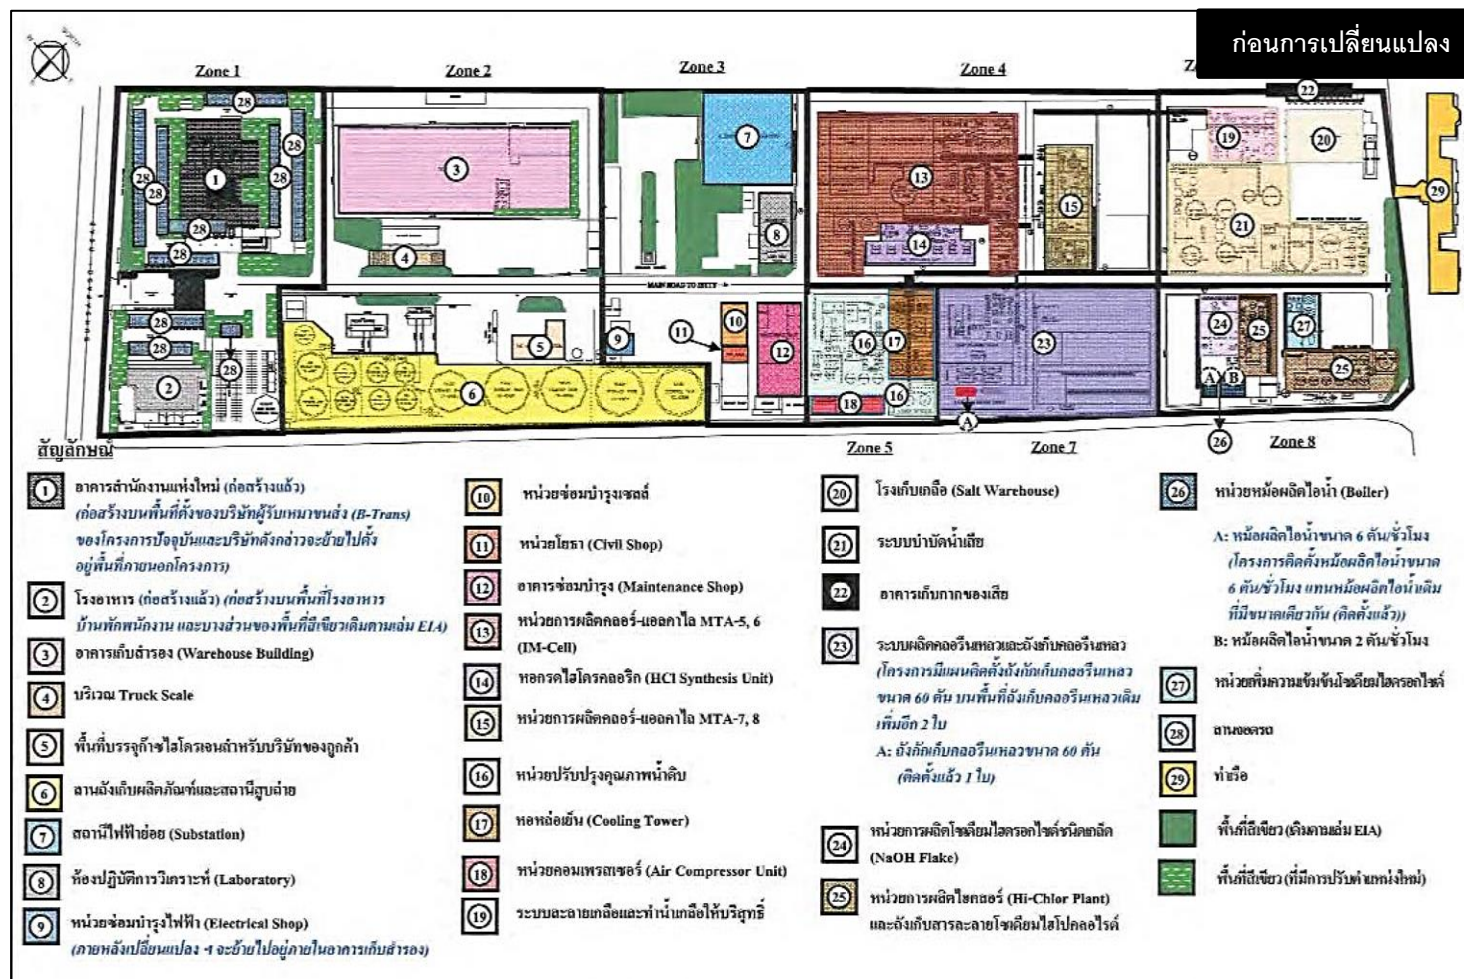 ก่อนการเปลี่ยนแปลง
NORTH
Zone 1
Zone 2
Zone 3
Zone 4
MAIN ROAD TO ENTRY
Zone 5
Zone 7
Zone 8
สัญลักษณ์
1 อาคารสำนักงานแห่งใหม่ (ก่อสร้างแล้ว)
(ก่อสร้างบนพื้นที่ตั้งของบริษัทผู้รับเหมาขนส่ง (B-Trans)
ของโครงการปัจจุบันและบริษัทดังกล่าวจะย้ายไปตั้ง
อยู่พื้นที่ภายนอกโครงการ)
2 โรงอาหาร (ก่อสร้างแล้ว) (ก่อสร้างบนพื้นที่โรงอาหาร
บ้านพักพนักงาน และบางส่วนของพื้นที่สีเขียวเดิมตามเล่ม EIA)
3 อาคารเก็บสำรอง (Warehouse Building)
4 บริเวณ Truck Scale
5 พื้นที่บรรจุก๊าซไฮโดรเจนสำหรับบริษัทของลูกค้า
6 ลานถังเก็บผลิตภัณฑ์และสถานีสูบถ่าย
7 สถานีไฟฟ้าย่อย (Substation)
8 ห้องปฏิบัติการวิเคราะห์ (Laboratory)
9 หน่วยซ่อมบำรุงไฟฟ้า (Electrical Shop)
(ภายหลังเปลี่ยนแปลง ฯ จะย้ายไปอยู่ภายในอาคารเก็บสำรอง)
10 หน่วยซ่อมบำรุงเซลล์
11 หน่วยโยธา (Civil Shop)
12 อาคารซ่อมบำรุง (Maintenance Shop)
13 หน่วยการผลิตคลอร์-แอลคาไล MTA-5, 6
(IM-Cell)
14 หอกรดไฮโดรคลอริก (HCl Synthesis Unit)
15 หน่วยการผลิตคลอร์-แอลคาไล MTA-7, 8
16 หน่วยปรับปรุงคุณภาพน้ำดิบ
17 หอหล่อเย็น (Cooling Tower)
18 หน่วยคอมเพรสเซอร์ (Air Compressor Unit)
19 ระบบละลายเกลือและทำน้ำเกลือให้บริสุทธิ์
20 โรงเก็บเกลือ (Salt Warehouse)
21 ระบบบำบัดน้ำเสีย
22 อาคารเก็บกากของเสีย
23 ระบบผลิตคลอรีนเหลวและถังเก็บคลอรีนเหลว
(โครงการมีแผนติดตั้งถังกักเก็บคลอรีนเหลว
ขนาด 60 ตัน บนพื้นที่ถังเก็บคลอรีนเหลวเดิม
เพิ่มอีก 2 ใบ
A: ถังกักเก็บคลอรีนเหลวขนาด 60 ตัน
(ติดตั้งแล้ว 1 ใบ)
24 หน่วยการผลิตโซเดียมไฮดรอกไซด์ชนิดเกล็ด
(NaOH Flake)
25 หน่วยการผลิตไฮคลอร์ (Hi-Chlor Plant)
และถังเก็บสารละลายโซเดียมไฮโปคลอไรต์
26 หน่วยหม้อผลิตไอน้ำ (Boiler)
A: หม้อผลิตไอน้ำขนาด 6 ตัน/ชั่วโมง
(โครงการติดตั้งหม้อผลิตไอน้ำขนาด
6 ตัน/ชั่วโมง แทนหม้อผลิตไอน้ำเดิม
ที่มีขนาดเดียวกัน (ติดตั้งแล้ว))
B: หม้อผลิตไอน้ำขนาด 2 ตัน/ชั่วโมง
27 หน่วยเพิ่มความเข้มข้นโซเดียมไฮดรอกไซด์
28 ลานจอดรถ
29 ท่าเรือ
พื้นที่สีเขียว (เดิมตามเล่ม EIA)
พื้นที่สีเขียว (ที่มีการปรับตำแหน่งใหม่)